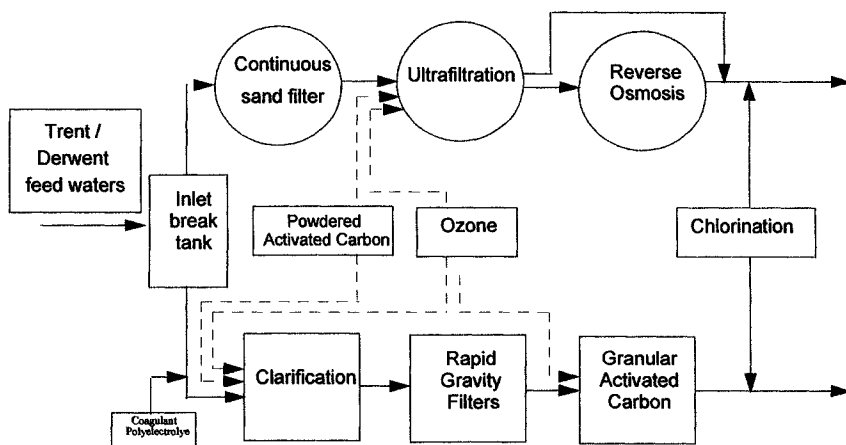 Continuous
sand filter
Ultrafiltration
Reverse
Osmosis
Trent /
Derwent
feed waters
Inlet
break
tank
Powdered
Activated Carbon
Ozone
Chlorination
Clarification
Rapid
Gravity
Filters
Granular
Activated
Carbon
Coagulant
Polyelectrolye